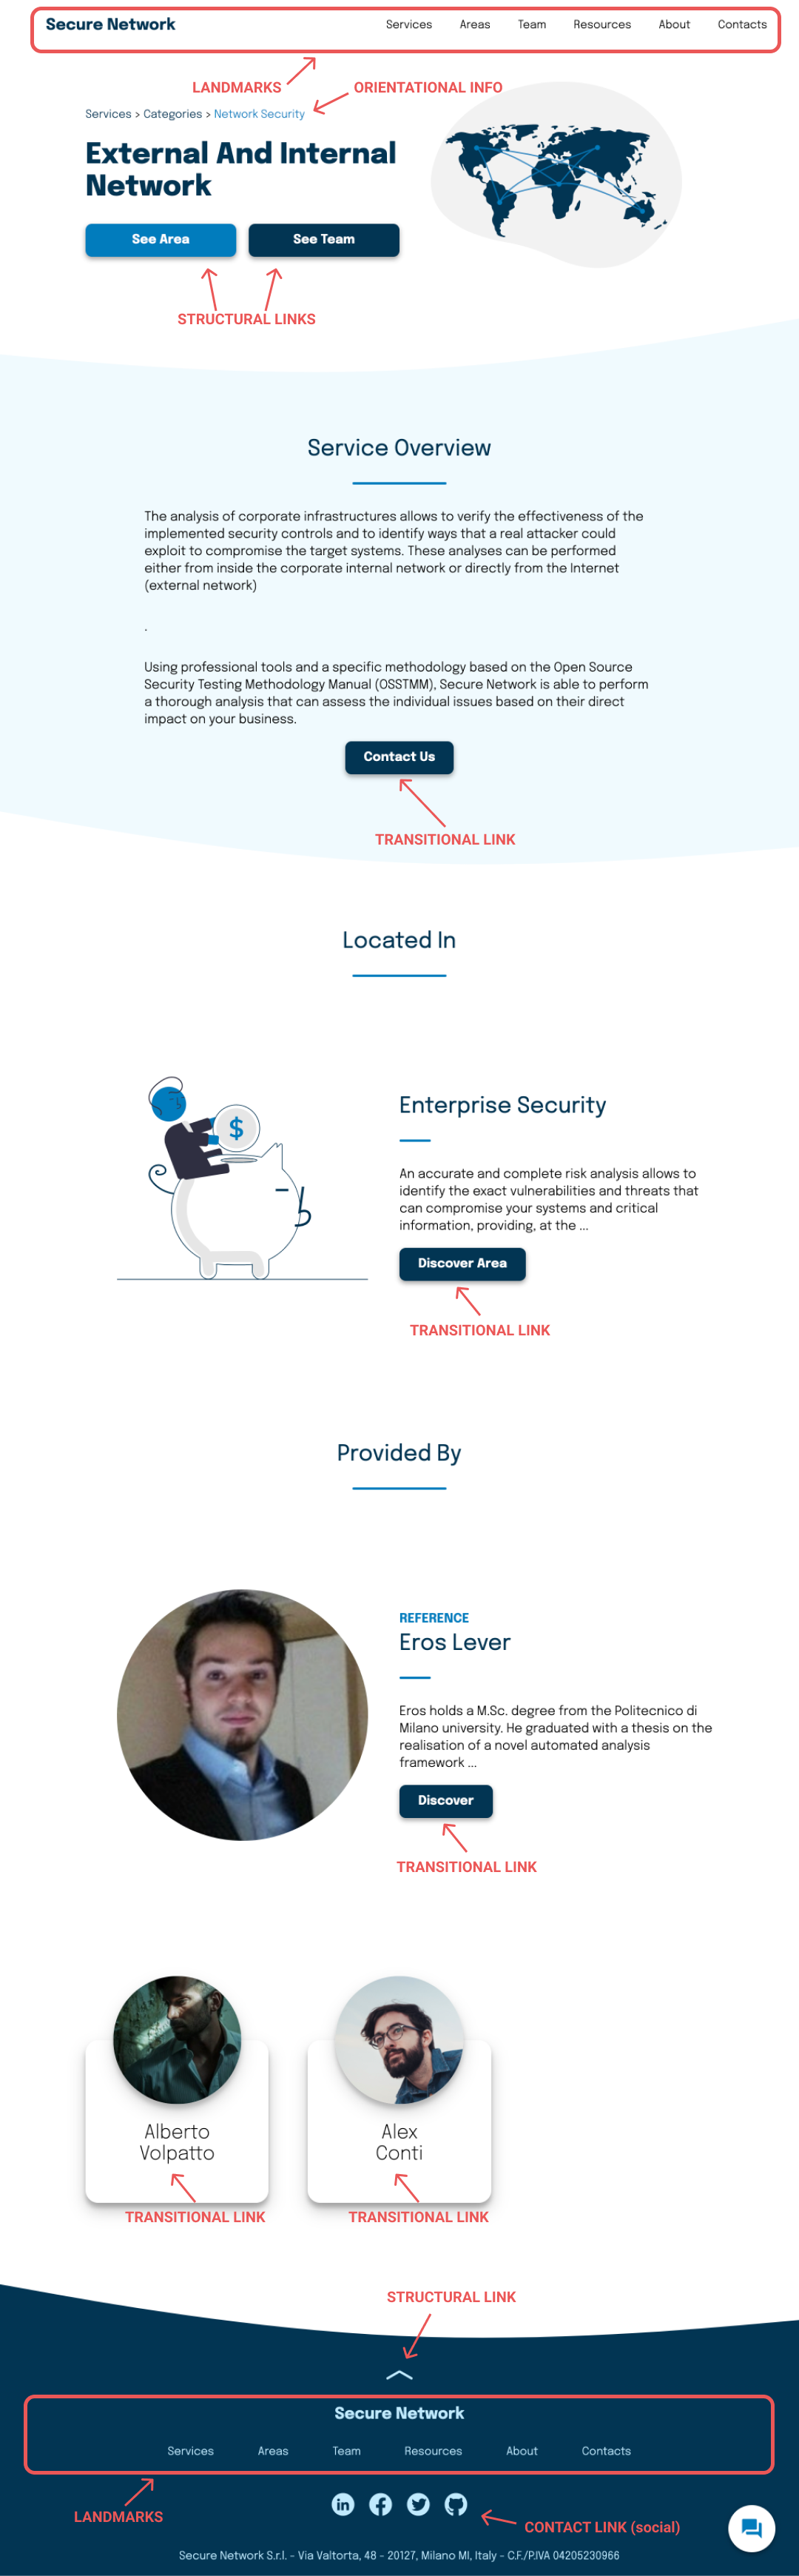 Secure Network
Services Areas Team Resources About Contacts
LANDMARKS
ORIENTATIONAL INFO
Services > Categories > Network Security
External And Internal
Network
See Area
See Team
STRUCTURAL LINKS
Service Overview
The analysis of corporate infrastructures allows to verify the effectiveness of the
implemented security controls and to identify ways that a real attacker could
exploit to compromise the target systems. These analyses can be performed
either from inside the corporate internal network or directly from the Internet
(external network)
.
Using professional tools and a specific methodology based on the Open Source
Security Testing Methodology Manual (OSSTMM), Secure Network is able to perform
a thorough analysis that can assess the individual issues based on their direct
impact on your business.
Contact Us
TRANSITIONAL LINK
Located In
$
Enterprise Security
An accurate and complete risk analysis allows to
identify the exact vulnerabilities and threats that
can compromise your systems and critical
information, providing, at the ...
Discover Area
TRANSITIONAL LINK
Provided By
REFERENCE
Eros Lever
Eros holds a M.Sc. degree from the Politecnico di
Milano university. He graduated with a thesis on the
realisation of a novel automated analysis
framework ...
Discover
TRANSITIONAL LINK
Alberto
Volpatto
TRANSITIONAL LINK
Alex
Conti
TRANSITIONAL LINK
STRUCTURAL LINK
Secure Network
Services Areas Team Resources About Contacts
LANDMARKS
in
CONTACT LINK (social)
Secure Network S.r.l. - Via Valtorta, 48 - 20127, Milano MI, Italy - C.F./P.IVA 04205230966